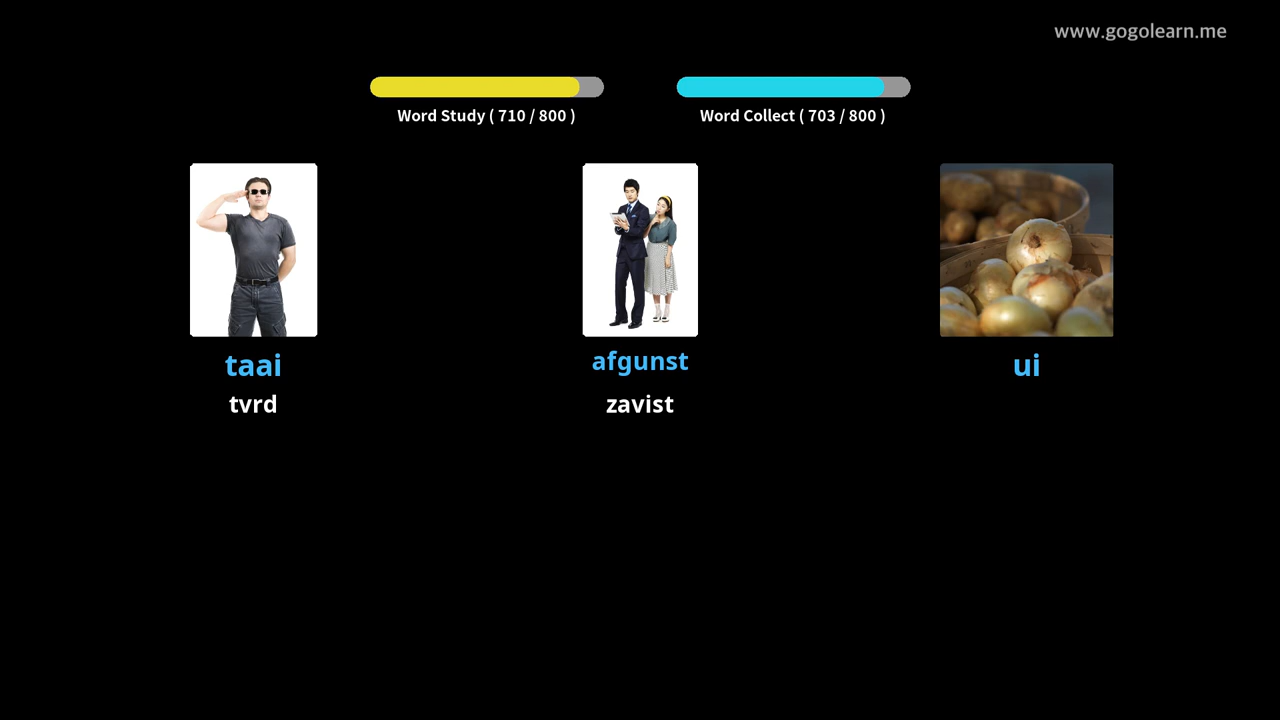 www.gogolearn.me
Word Study ( 710 / 800 )
Word Collect ( 703 / 800 )
taai
afgunst
ui
tvrd
zavist